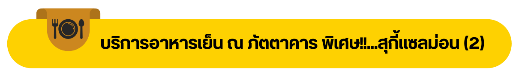 บริการอาหารเย็น ณ ภัตตาคาร พิเศษ!!...สุกี้แซลม่อน (2)